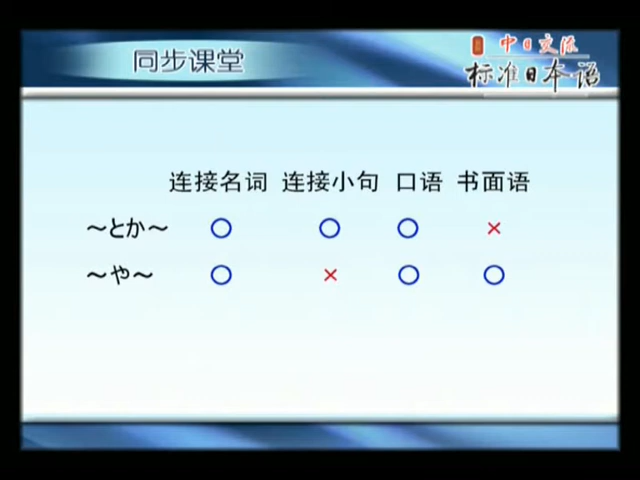 同步课堂
中日交流
标准日本语
连接名词 连接小句 口语 书面语
～とか～ ○ ○ ○ ×
～や～ ○ × ○ ○